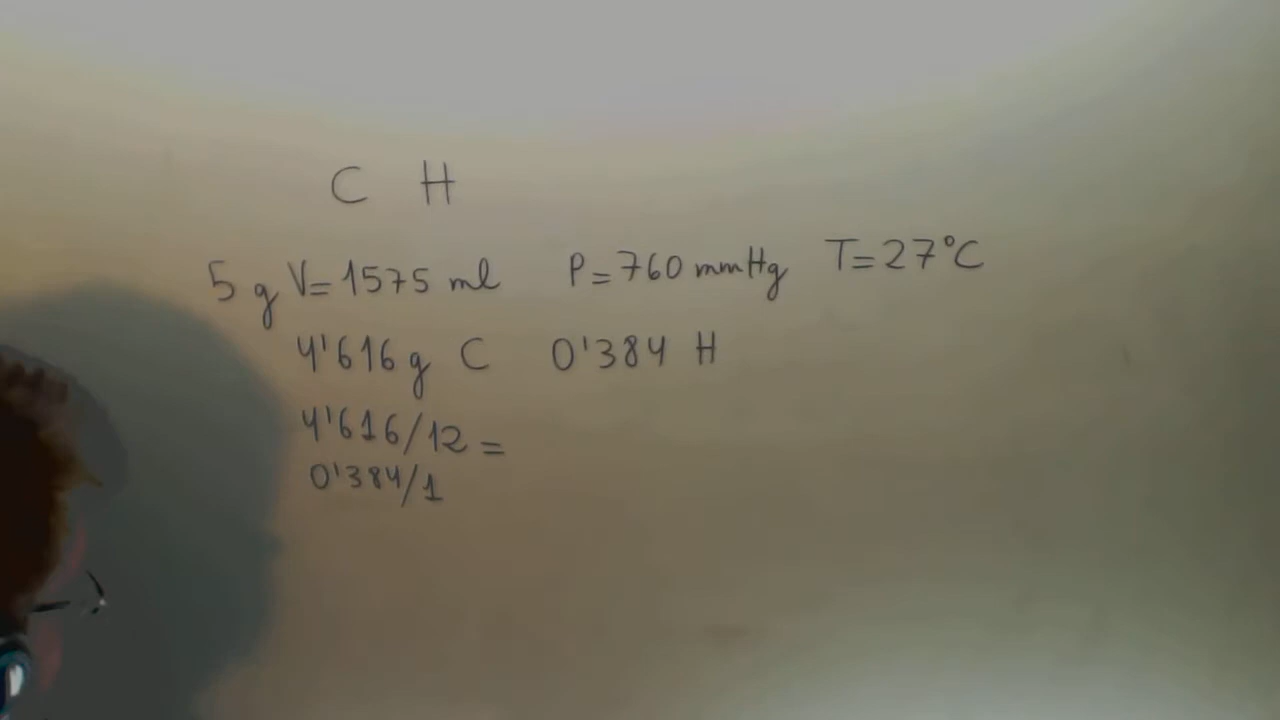 C H
5 g V=1575 ml P=760 mmHg T=27°C
4'616 g C 0'384 H
4'616/12 =
0'384/1